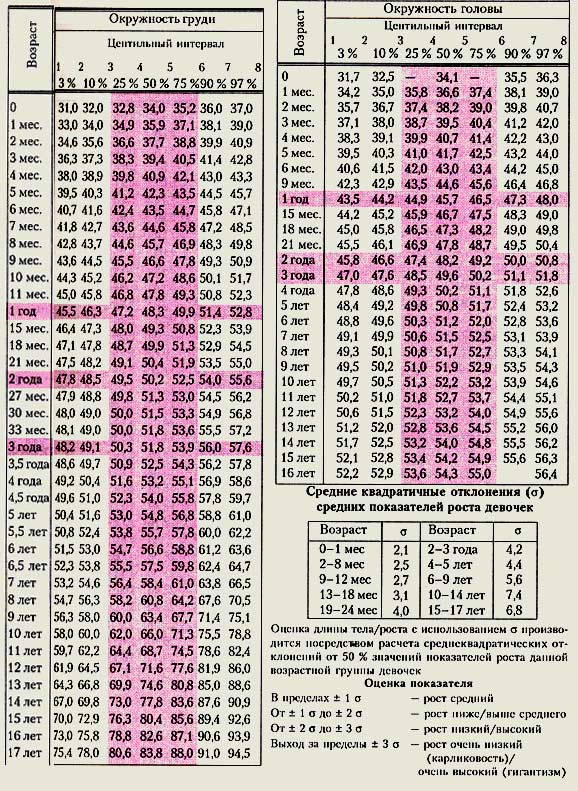 Возраст
Окружность груди
Центильный интервал
1 2 3 4 5 6 7 8
3 % 10 % 25 % 50 % 75 % 90 % 97 %
0 31,0 32,0 32,8 34,0 35,2 36,0 37,0
1 мес. 33,0 34,0 34,9 35,9 37,1 38,1 39,0
2 мес. 34,6 35,6 36,6 37,7 38,8 39,9 40,9
3 мес. 36,3 37,3 38,3 39,4 40,5 41,4 42,8
4 мес. 38,0 38,9 39,8 40,9 42,1 43,0 43,3
5 мес. 39,5 40,3 41,2 42,3 43,5 44,5 45,7
6 мес. 40,7 41,6 42,4 43,5 44,7 45,8 47,1
7 мес. 41,8 42,7 43,6 44,6 45,8 47,2 48,5
8 мес. 42,8 43,7 44,6 45,7 46,9 48,3 49,8
9 мес. 43,6 44,5 45,5 46,6 47,8 49,3 50,9
10 мес. 44,3 45,2 46,2 47,2 48,6 50,1 51,7
11 мес. 45,0 45,8 46,8 47,8 49,3 50,8 52,3
1 год 45,5 46,3 47,2 48,3 49,9 51,4 52,8
15 мес. 46,4 47,3 48,0 49,3 50,8 52,3 53,9
18 мес. 47,1 47,8 48,7 49,9 51,3 52,9 54,5
21 мес. 47,5 48,2 49,1 50,4 51,9 53,5 55,0
2 года 47,8 48,5 49,5 50,2 52,5 54,0 55,6
27 мес. 47,9 48,8 49,8 51,3 53,0 54,5 56,2
30 мес. 48,0 49,0 50,0 51,5 53,3 54,9 56,8
33 мес. 48,1 49,0 50,0 51,8 53,6 55,5 57,2
3 года 48,2 49,1 50,3 51,8 53,9 56,0 57,6
3,5 года 48,6 49,7 50,9 52,5 54,3 56,2 57,8
4 года 49,2 50,4 51,6 53,2 55,1 56,9 58,6
4,5 года 49,6 51,0 52,3 54,0 55,8 57,8 59,7
5 лет 50,4 51,6 53,0 54,8 56,8 58,8 61,0
5,5 лет 50,8 52,4 53,8 55,7 57,8 60,0 62,2
6 лет 51,5 53,0 54,7 56,6 58,8 61,2 63,6
6,5 лет 52,3 53,8 55,5 57,5 59,8 62,4 64,7
7 лет 53,2 54,6 56,4 58,4 61,0 63,8 66,5
8 лет 54,7 56,3 58,2 60,8 64,2 67,6 70,5
9 лет 56,3 58,0 60,0 63,4 67,7 71,4 75,1
10 лет 58,0 60,0 62,0 66,0 71,3 75,5 78,8
11 лет 59,7 62,2 64,4 68,7 74,5 78,6 82,4
12 лет 61,9 64,5 67,1 71,6 77,6 81,9 86,0
13 лет 64,3 66,8 69,9 74,6 80,8 85,0 88,6
14 лет 67,0 69,8 73,0 77,8 83,6 87,6 90,9
15 лет 70,0 72,9 76,3 80,4 85,6 89,4 92,6
16 лет 73,0 75,8 78,8 82,6 87,1 90,6 93,9
17 лет 75,4 78,0 80,6 83,8 88,0 91,0 94,5
Возраст
Окружность головы
Центильный интервал
1 2 3 4 5 6 7 8
3 % 10 % 25 % 50 % 75 % 90 % 97 %
0 31,7 32,5 – 34,1 – 35,5 36,3
1 мес. 34,2 35,0 35,8 36,6 37,4 38,1 39,0
2 мес. 35,7 36,7 37,4 38,2 39,0 39,8 40,7
3 мес. 37,1 38,0 38,7 39,5 40,4 41,2 42,0
4 мес. 38,3 39,1 39,9 40,7 41,4 42,2 43,0
5 мес. 39,5 40,3 41,0 41,7 42,5 43,2 44,0
6 мес. 40,6 41,5 42,0 43,0 43,4 44,2 45,0
9 мес. 42,3 42,9 43,5 44,6 45,6 46,4 46,8
1 год 43,5 44,2 44,9 45,7 46,5 47,3 48,0
15 мес. 44,2 45,2 45,9 46,7 47,5 48,3 49,0
18 мес. 45,0 45,8 46,5 47,3 48,2 49,0 49,8
21 мес. 45,5 46,1 46,9 47,8 48,7 49,5 50,4
2 года 45,8 46,6 47,4 48,2 49,2 50,0 50,8
3 года 47,0 47,6 48,5 49,6 50,2 51,1 51,8
4 года 47,8 48,6 49,3 50,2 51,1 51,8 52,6
5 лет 48,4 49,2 49,8 50,8 51,7 52,4 53,2
6 лет 48,8 49,6 50,3 51,2 52,0 52,8 53,6
7 лет 49,1 49,9 50,6 51,5 52,5 53,1 53,9
8 лет 49,3 50,1 50,8 51,7 52,7 53,3 54,1
9 лет 49,5 50,2 51,0 51,9 52,9 53,5 54,3
10 лет 49,7 50,5 51,3 52,2 53,2 53,9 54,6
11 лет 50,2 51,0 51,8 52,7 53,7 54,4 55,1
12 лет 50,6 51,5 52,3 53,2 54,0 54,9 55,6
13 лет 51,2 52,0 52,8 53,6 54,5 55,2 56,0
14 лет 51,7 52,5 53,2 54,0 54,8 55,5 56,2
15 лет 52,1 52,8 53,4 54,2 54,9 55,6 56,3
16 лет 52,2 52,9 53,6 54,3 55,0 56,4
Средние квадратичные отклонения (σ)
средних показателей роста девочек
Возраст σ Возраст σ
0–1 мес 2,1 2–3 года 4,2
2–8 мес 2,5 4–5 лет 4,4
9–12 мес 2,7 6–9 лет 5,6
13–18 мес 3,1 10–14 лет 7,4
19–24 мес 4,0 15–17 лет 6,8
Оценка длины тела/роста с использованием σ произво-
дится посредством расчета среднеквадратических от-
клонений от 50 % значений показателей роста данной
возрастной группы девочек
Оценка показателя
В пределах ± 1 σ – рост средний
От ± 1 σ до ± 2 σ – рост ниже/выше среднего
От ± 2 σ до ± 3 σ – рост низкий/высокий
Выход за пределы ± 3 σ – рост очень низкий
(карликовость)/
очень высокий (гигантизм)